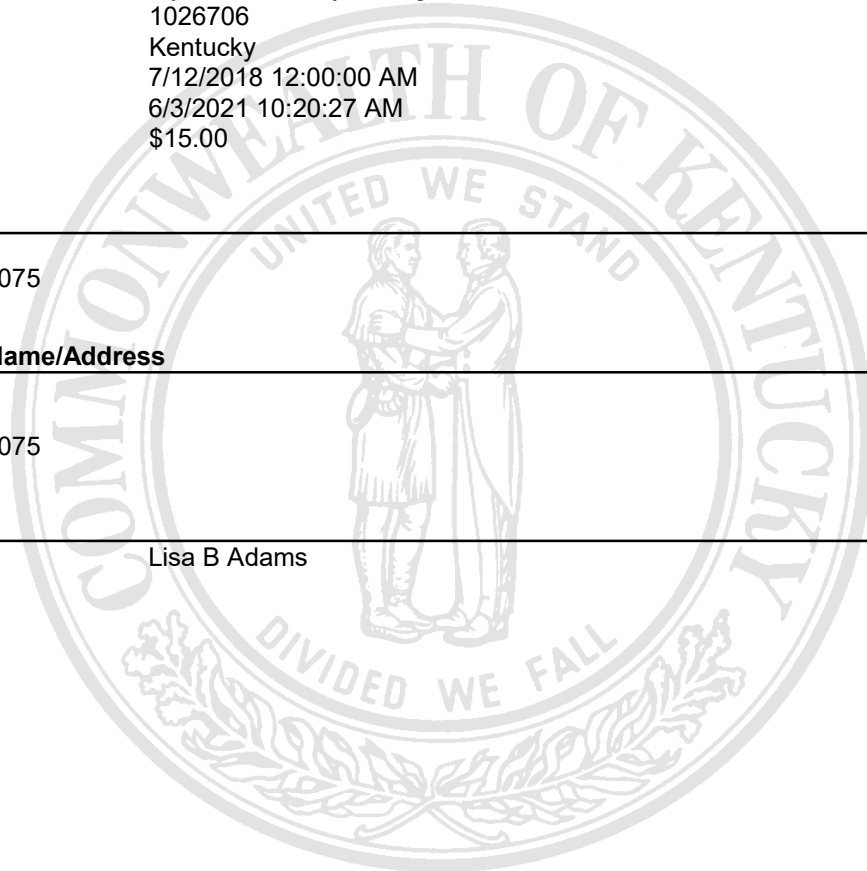 1026706
Kentucky
7/12/2018 12:00:00 AM
6/3/2021 10:20:27 AM
$15.00
COMMONWEALTH OF KENTUCKY
UNITED WE STAND
075
Name/Address
075
Lisa B Adams
DIVIDED WE FALL